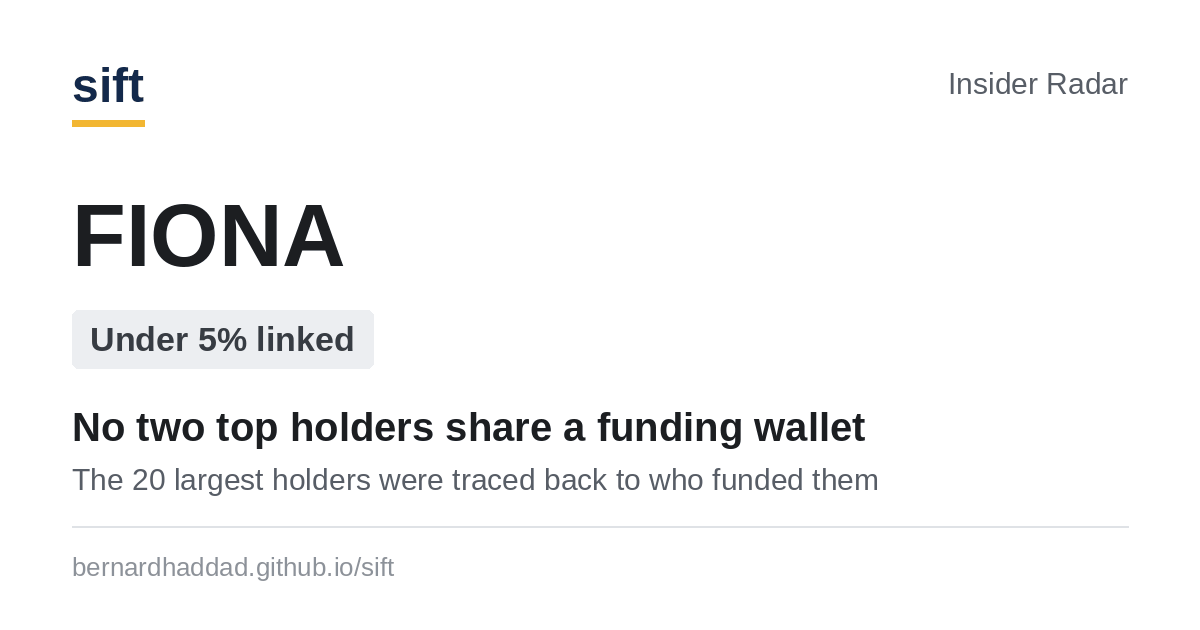 sift
Insider Radar
FIONA
Under 5% linked
No two top holders share a funding wallet
The 20 largest holders were traced back to who funded them
bernardhaddad.github.io/sift